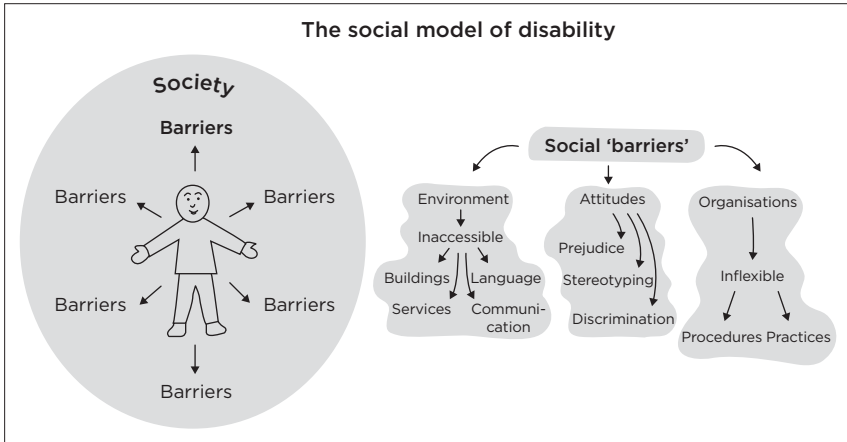 The social model of disability
Society
Barriers
Barriers
Barriers
Barriers
Barriers
Barriers
Social ‘barriers’
Environment
Inaccessible
Buildings
Language
Services
Communi-
cation
Attitudes
Prejudice
Stereotyping
Discrimination
Organisations
Inflexible
Procedures
Practices